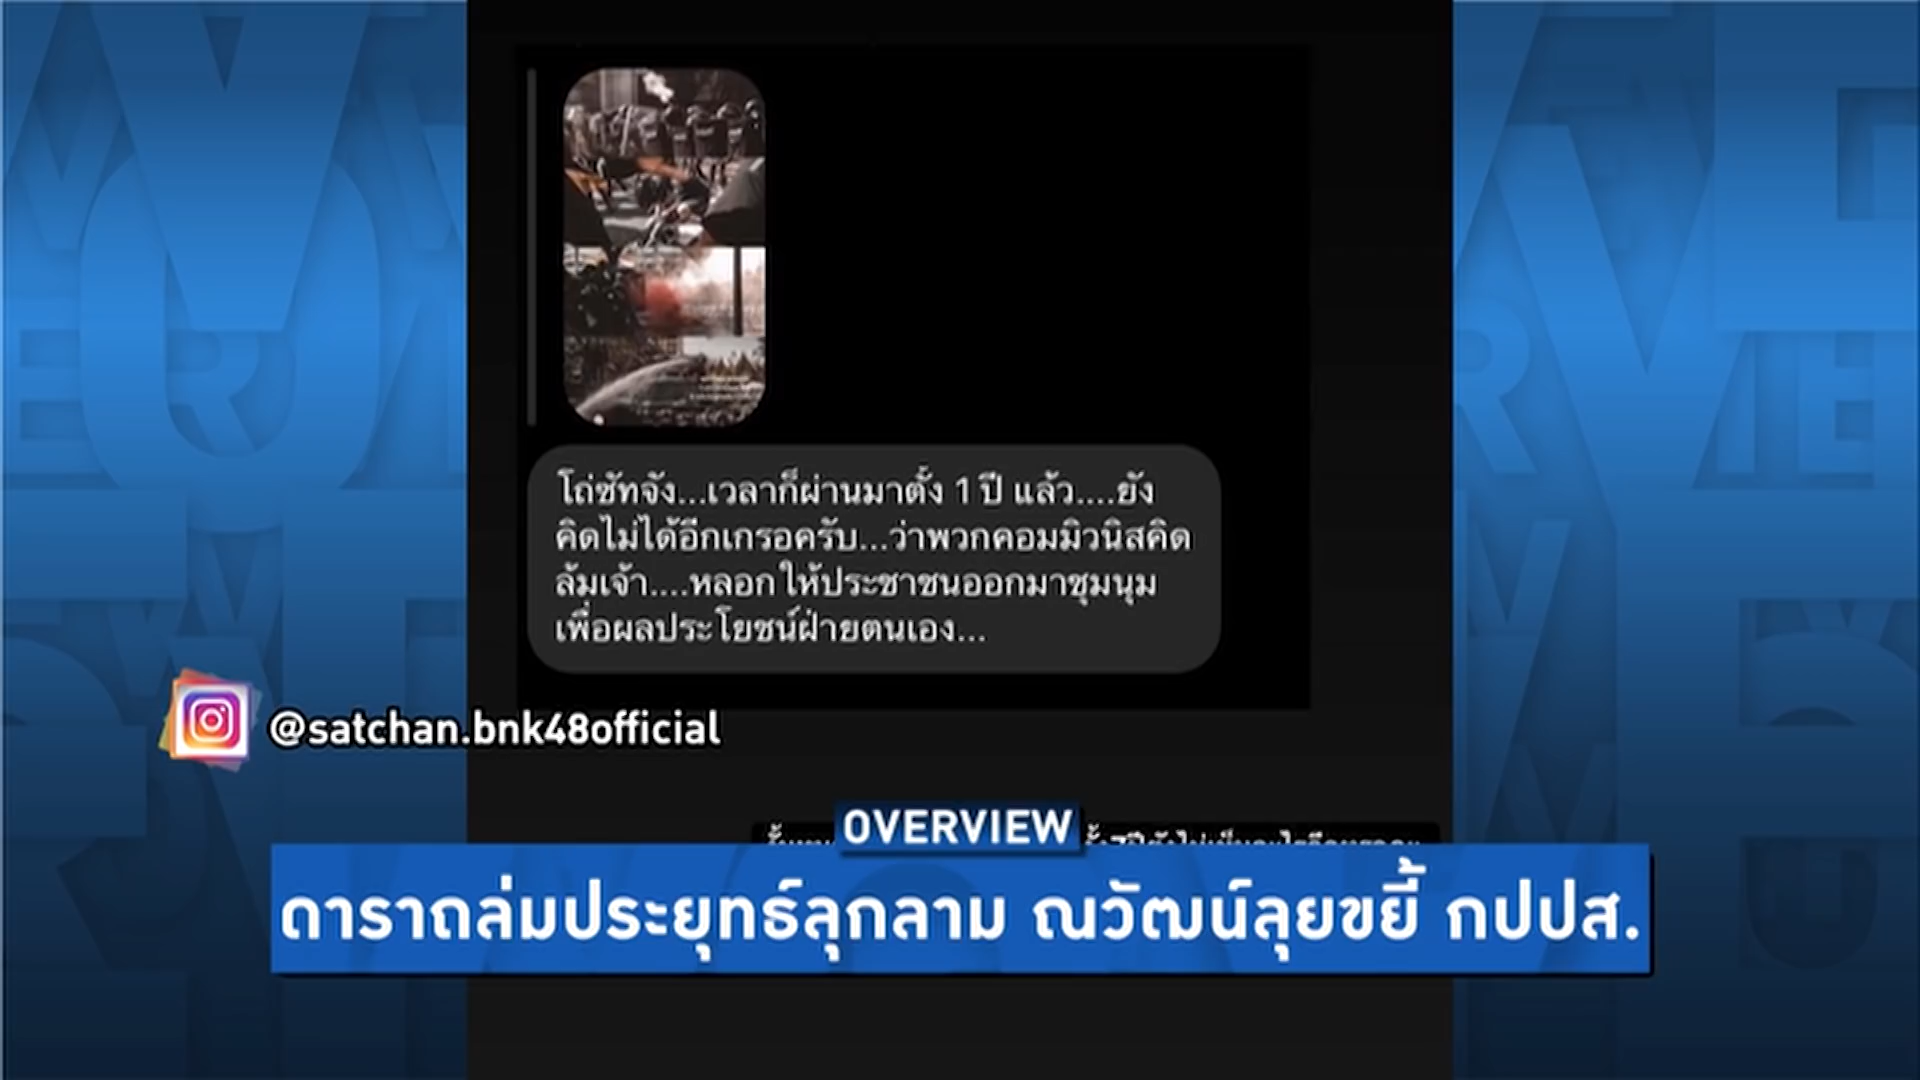 โถ่ซัทจัง...เวลาก็ผ่านมาตั้ง 1 ปี แล้ว....ยัง
คิดไม่ได้อีกเกรอครับ...ว่าพวกคอมมิวนิสคิด
ล้มเจ้า....หลอกให้ประชาชนออกมาชุมนุม
เพื่อผลประโยชน์ฝ่ายตนเอง...
@satchan.bnk48official
OVERVIEW
ดาราถล่มประยุทธ์ลุกลาม ณวัฒน์ลุยขยี้ กปปส.